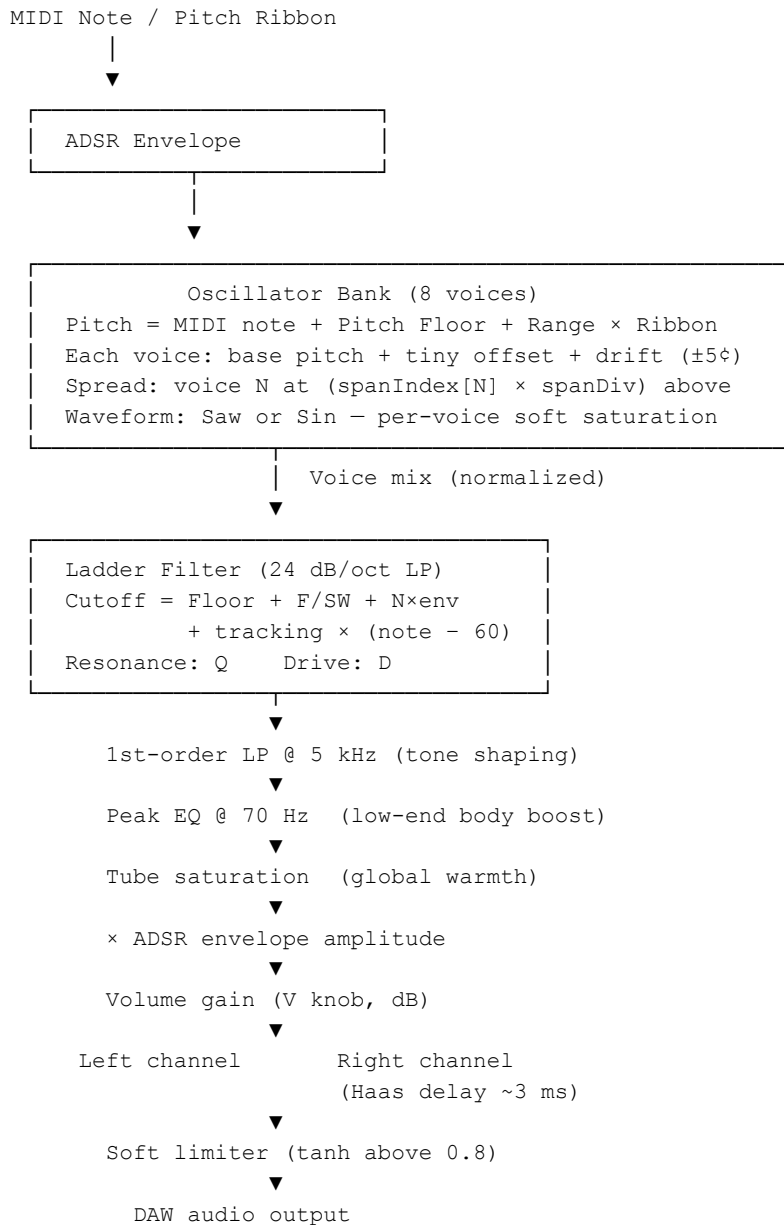 MIDI Note / Pitch Ribbon
ADSR Envelope
Oscillator Bank (8 voices)
Pitch = MIDI note + Pitch Floor + Range × Ribbon
Each voice: base pitch + tiny offset + drift (±5¢)
Spread: voice N at (spanIndex[N] × spanDiv) above
Waveform: Saw or Sin — per-voice soft saturation
Voice mix (normalized)
Ladder Filter (24 dB/oct LP)
Cutoff = Floor + F/SW + N×env
+ tracking × (note − 60)
Resonance: Q    Drive: D
1st-order LP @ 5 kHz (tone shaping)
Peak EQ @ 70 Hz  (low-end body boost)
Tube saturation  (global warmth)
× ADSR envelope amplitude
Volume gain (V knob, dB)
Left channel    Right channel
(Haas delay ~3 ms)
Soft limiter (tanh above 0.8)
DAW audio output